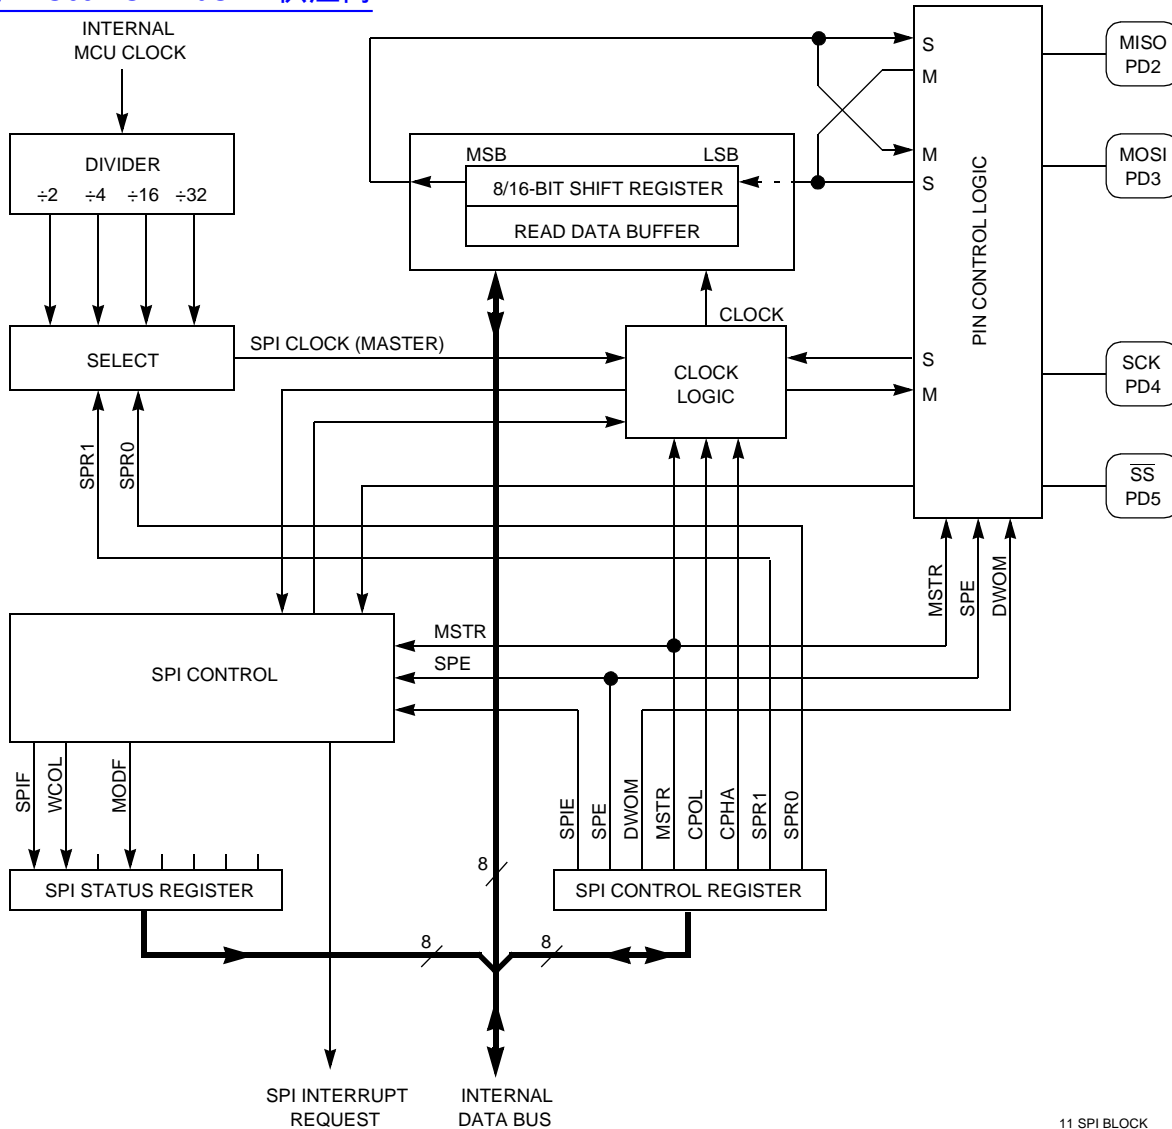 供应商
INTERNAL
MCU CLOCK
DIVIDER
÷2 ÷4 ÷16 ÷32
SELECT
SPI CLOCK (MASTER)
MSB LSB
8/16-BIT SHIFT REGISTER
READ DATA BUFFER
CLOCK
CLOCK
LOGIC
S
M
M
S
S
M
PIN CONTROL LOGIC
MISO
PD2
MOSI
PD3
SCK
PD4
SS
PD5
SPR1
SPR0
MSTR
SPE
DWOM
MSTR
SPE
SPI CONTROL
SPIF
WCOL
MODF
SPIE
SPE
DWOM
MSTR
CPOL
CPHA
SPR1
SPR0
SPI STATUS REGISTER
8
SPI CONTROL REGISTER
8
8
SPI INTERRUPT
REQUEST
INTERNAL
DATA BUS
11 SPI BLOCK